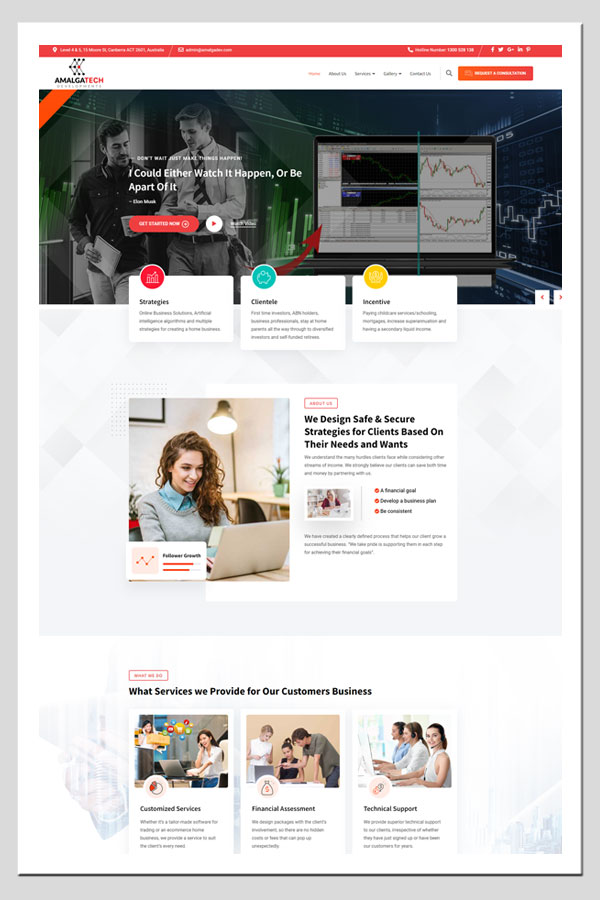 Level 4 & 5, 15 Moore St, Canberra ACT 2601, Australia
admin@amalgadev.com
Hotline Number 1300 528 138
AMALGATECH
DEVELOPMENTS
Home About Us Services Gallery Contact Us
REQUEST A CONSULTATION
DON'T WAIT JUST MAKE THINGS HAPPEN!
I Could Either Watch It Happen, Or Be
Apart Of It
– Elon Musk
GET STARTED NOW
Watch Video
Strategies
Online Business Solutions, Artificial
intelligence algorithms and multiple
strategies for creating a home business.
Clientele
First time investors, ABN holders,
business professionals, stay at home
parents all the way through to diversified
investors and self-funded retirees.
Incentive
Paying childcare services/schooling,
mortgages, increase superannuation and
having a secondary liquid income.
ABOUT US
We Design Safe & Secure
Strategies for Clients Based On
Their Needs and Wants
We understand the many hurdles clients face while considering other
streams of income. We strongly believe our clients can save both time
and money by partnering with us.
A financial goal
Develop a business plan
Be consistent
We have created a clearly defined process that helps our client grow a
successful business. "We take pride is supporting them in each step
for achieving their financial goals".
Follower Growth
WHAT WE DO
What Services we Provide for Our Customers Business
Customized Services
Whether it's a tailor-made software for
trading or an ecommerce home
business, we provide a service to suit
the client's every need.
Financial Assessment
We design packages with the client's
involvement, so there are no hidden
costs or fees that can pop up
unexpectedly.
Technical Support
We provide superior technical support
to our clients, irrespective of whether
they have just signed up or have been
our customers for years.